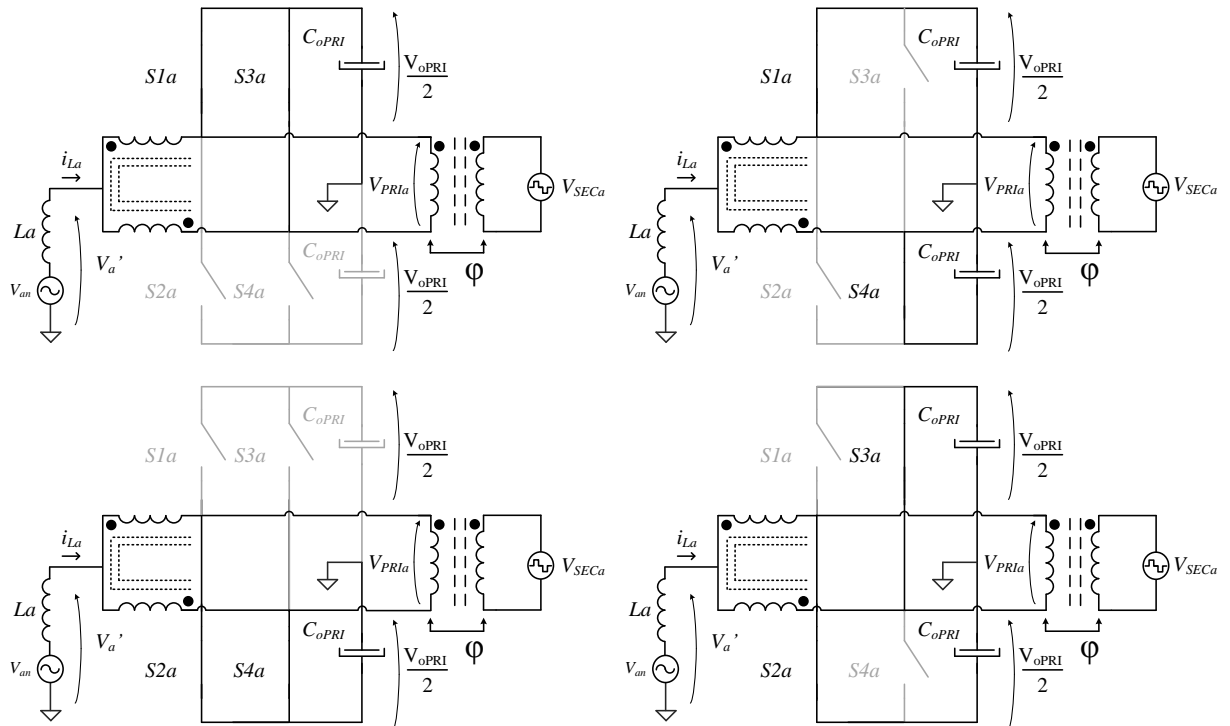 C_oPRI
V_oPRI
2
S1a S3a
i_La
V_PRIa
V_SECa
La
V_a'
C_oPRI
φ
V_an
S2a S4a
V_oPRI
2
C_oPRI
V_oPRI
2
S1a S3a
i_La
V_PRIa
V_SECa
La
V_a'
C_oPRI
φ
V_an
S2a S4a
V_oPRI
2
C_oPRI
V_oPRI
2
S1a S3a
i_La
V_PRIa
V_SECa
La
V_a'
C_oPRI
φ
V_an
S2a S4a
V_oPRI
2
C_oPRI
V_oPRI
2
S1a S3a
i_La
V_PRIa
V_SECa
La
V_a'
C_oPRI
φ
V_an
S2a S4a
V_oPRI
2